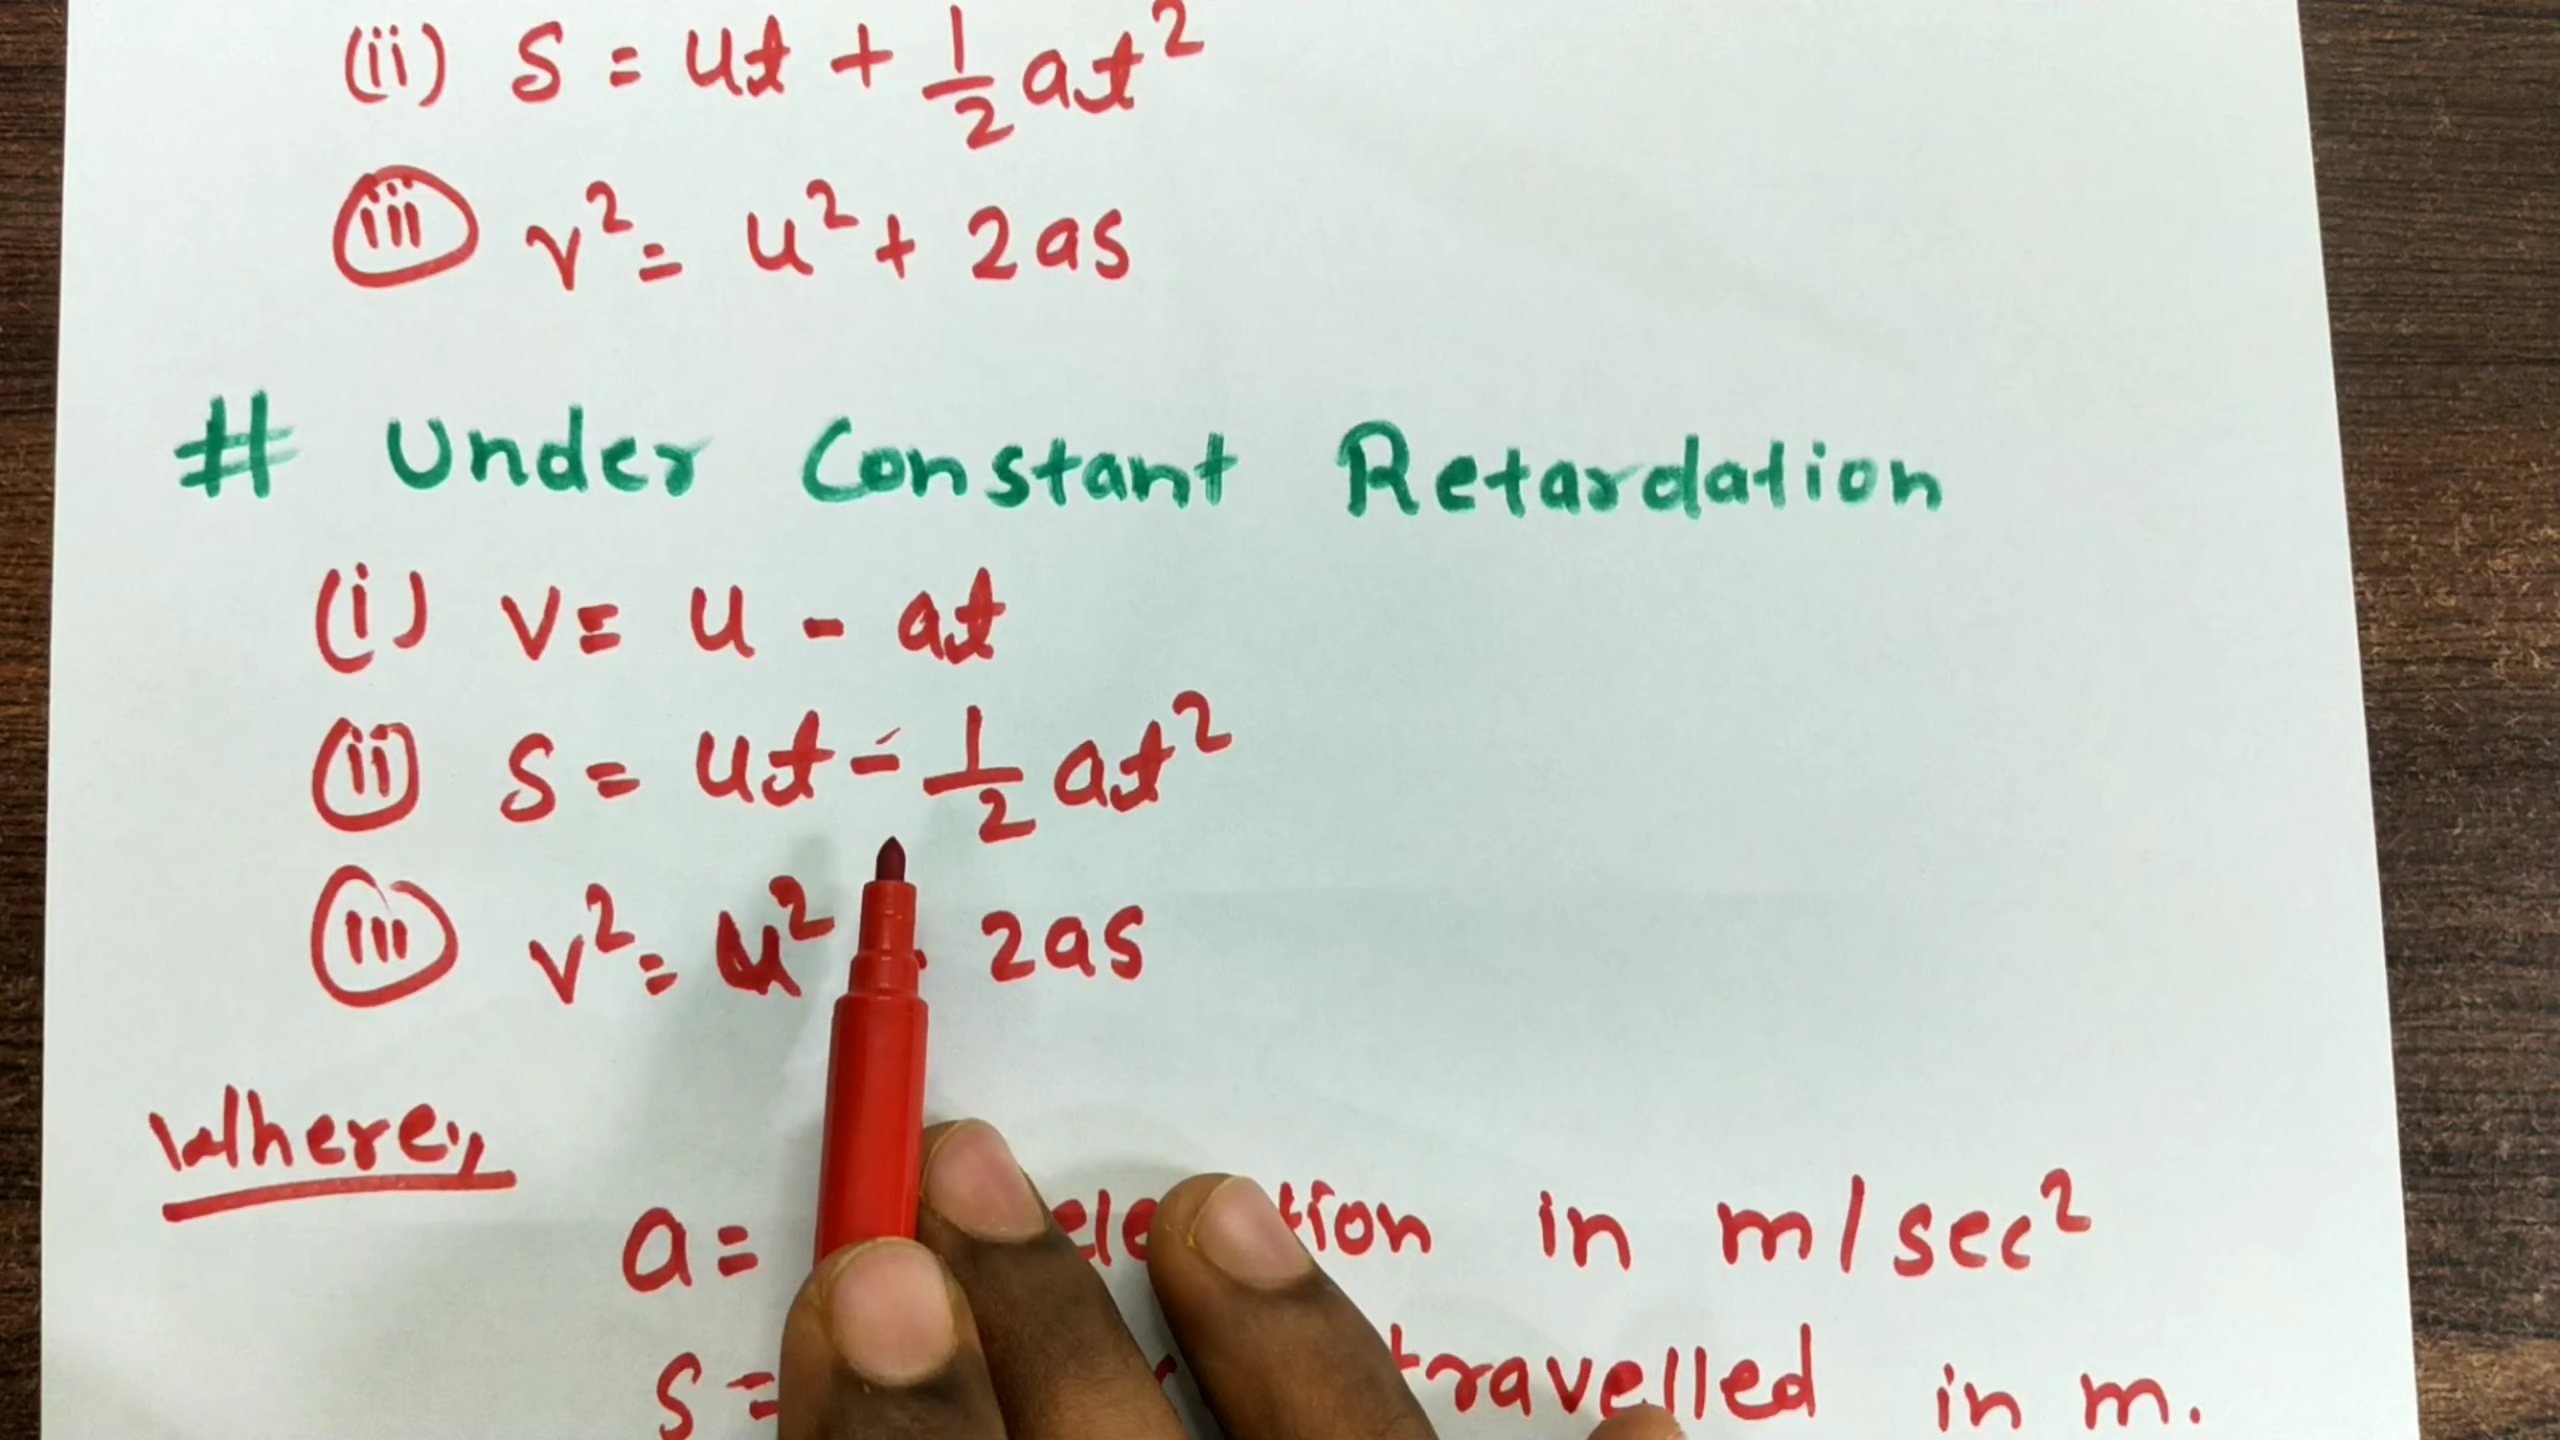 (ii) S = ut + 1/2 at²
(iii) v² = u² + 2as
# Under Constant Retardation
(i) v = u - at
(ii) S = ut - 1/2 at²
(iii) v² = u² - 2as
Where,
a = in m/sec²
S = travelled in m.